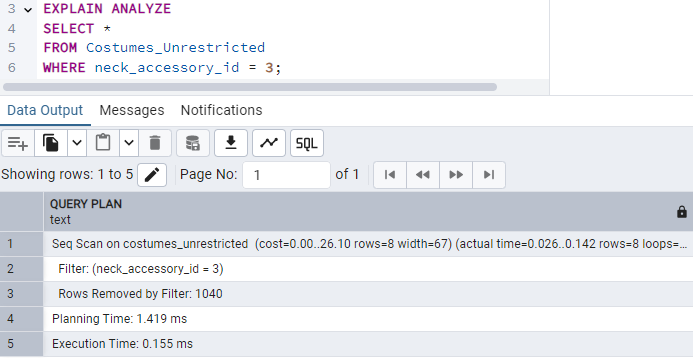 3 EXPLAIN ANALYZE
4 SELECT *
5 FROM Costumes_Unrestricted
6 WHERE neck_accessory_id = 3;
Data Output Messages Notifications
SQL
Showing rows: 1 to 5 Page No: 1 of 1
QUERY PLAN
text
1 Seq Scan on costumes_unrestricted (cost=0.00..26.10 rows=8 width=67) (actual time=0.026..0.142 rows=8 loops=...
2 Filter: (neck_accessory_id = 3)
3 Rows Removed by Filter: 1040
4 Planning Time: 1.419 ms
5 Execution Time: 0.155 ms